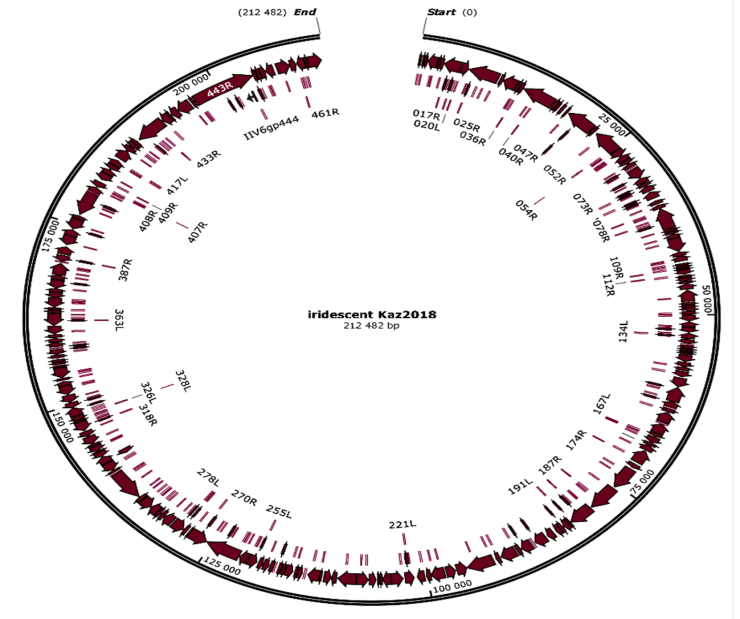 (212 482) End
Start (0)
200 000
443R
IIV6gp444
461R
017R
020L
025R
036R
040R
047R
052R
25 000
433R
417L
408R
409R
407R
054R
073R
'078R
175 000
387R
109R
112R
50 000
iridescent Kaz2018
212 482 bp
363L
134L
328L
326L
318R
150 000
167L
174R
187R
191L
75 000
278L
270R
255L
221L
125 000
100 000